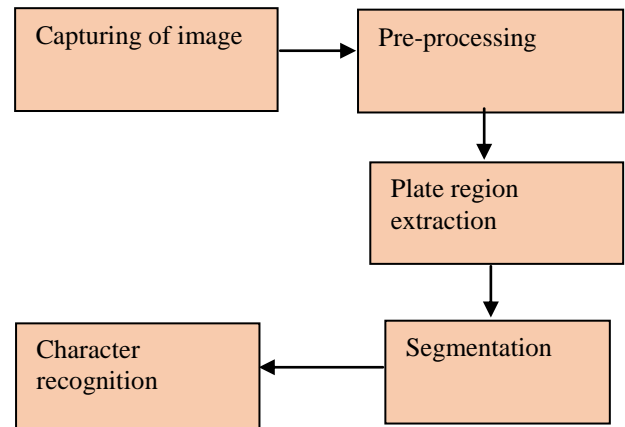 Capturing of image
Pre-processing
Plate region
extraction
Segmentation
Character
recognition